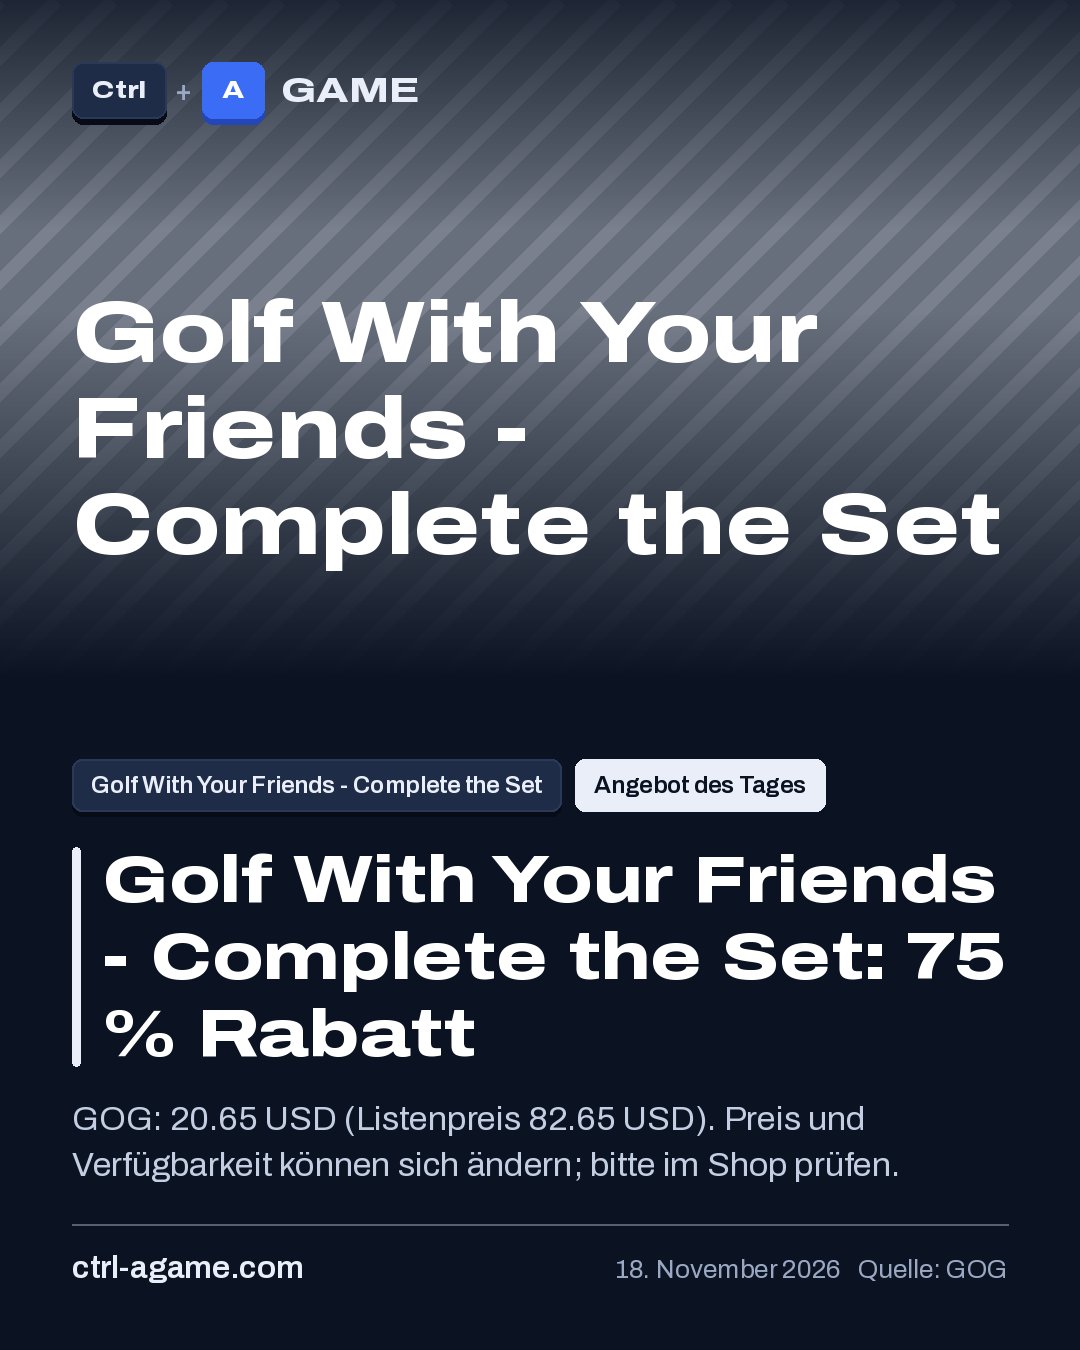 Ctrl + A GAME
Golf With Your
Friends -
Complete the Set
Golf With Your Friends - Complete the Set
Angebot des Tages
Golf With Your Friends
- Complete the Set: 75
% Rabatt
GOG: 20.65 USD (Listenpreis 82.65 USD). Preis und
Verfügbarkeit können sich ändern; bitte im Shop prüfen.
ctrl-agame.com
18. November 2026 Quelle: GOG